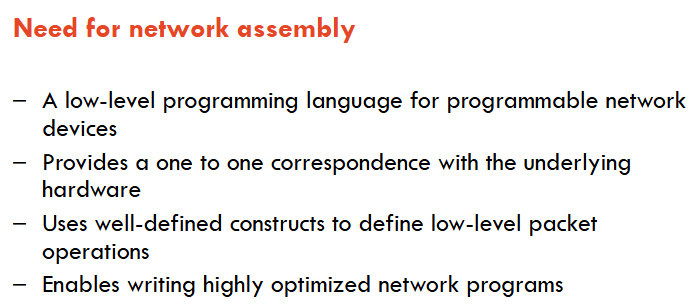 Need for network assembly
– A low-level programming language for programmable network
devices
– Provides a one to one correspondence with the underlying
hardware
– Uses well-defined constructs to define low-level packet
operations
– Enables writing highly optimized network programs